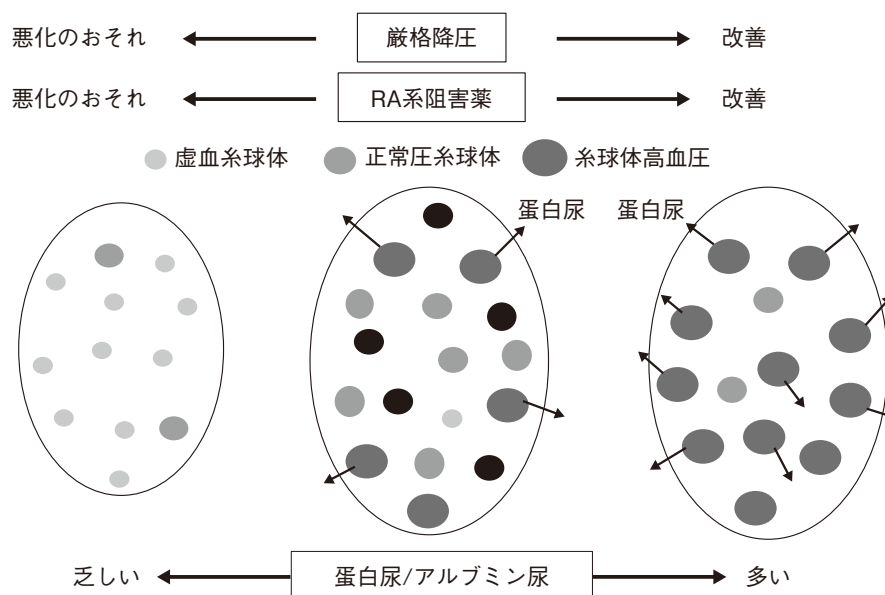 悪化のおそれ 厳格降圧 改善
悪化のおそれ RA系阻害薬 改善
虚血糸球体 正常圧糸球体 糸球体高血圧
蛋白尿 蛋白尿
乏しい 蛋白尿/アルブミン尿 多い